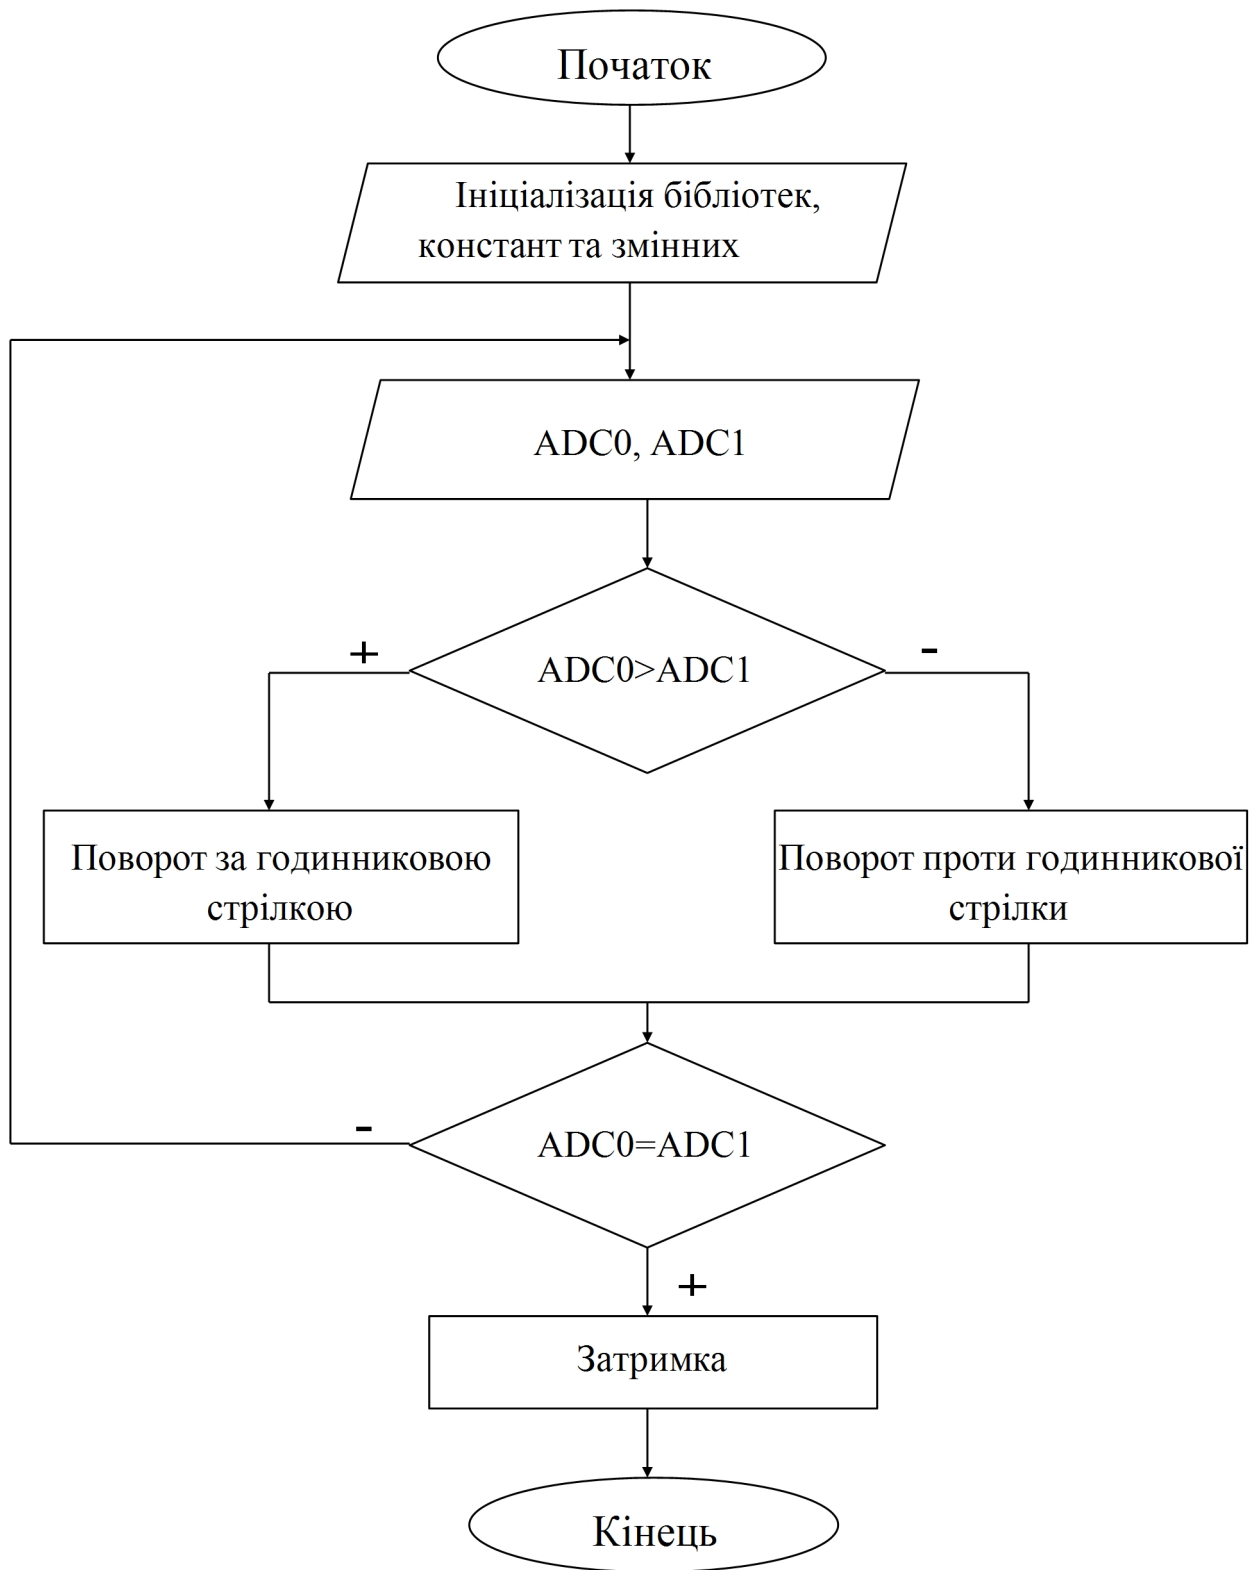 Початок
Ініціалізація бібліотек,
констант та змінних
ADC0, ADC1
ADC0>ADC1
+
-
Поворот за годинниковою
стрілкою
Поворот проти годинникової
стрілки
ADC0=ADC1
-
+
Затримка
Кінець